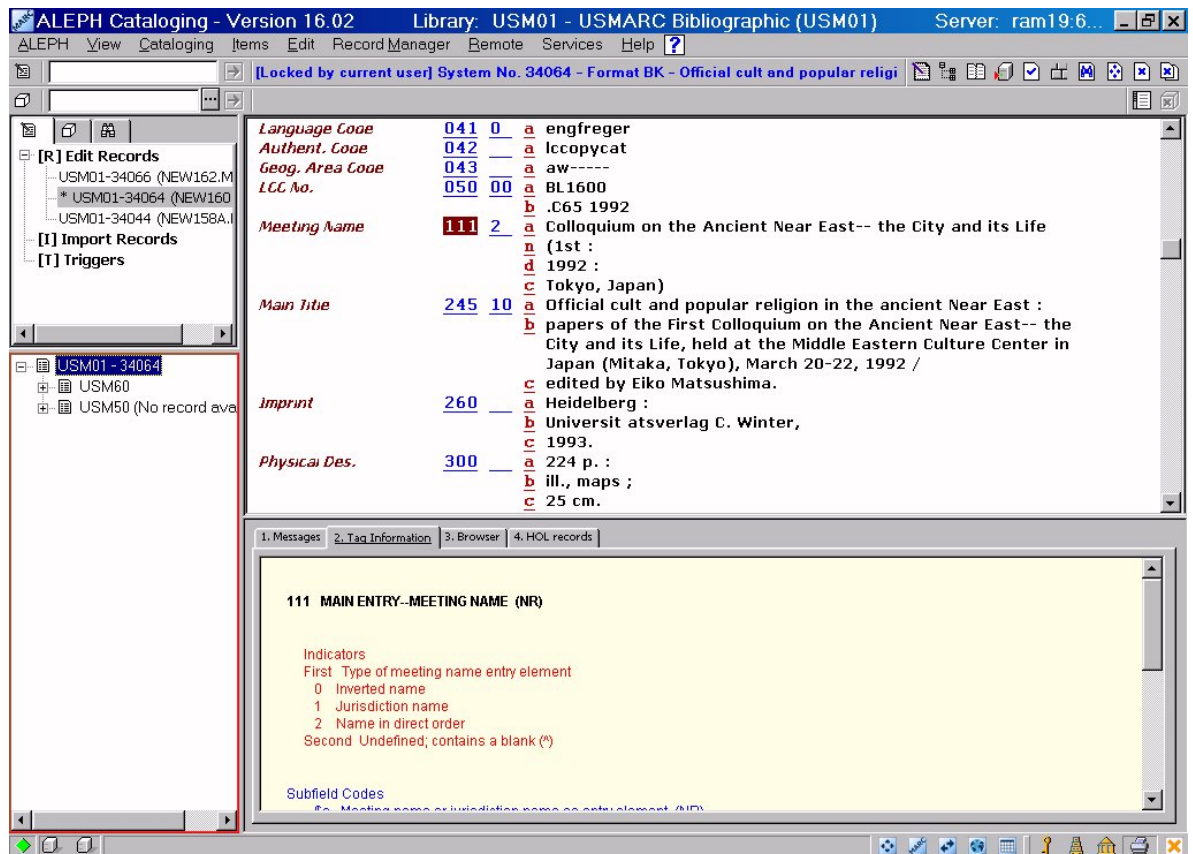 ALEPH Cataloging - Version 16.02 Library: USM01 - USMARC Bibliographic (USM01) Server: ram19:6...
ALEPH View Cataloging Items Edit Record Manager Remote Services Help ?
[Locked by current user] System No. 34064 - Format BK - Official cult and popular religi
[R] Edit Records
USM01-34066 (NEW162.M
* USM01-34064 (NEW160
USM01-34044 (NEW158A.I
[I] Import Records
[T] Triggers
USM01 - 34064
USM60
USM50 (No record ava
Language Code 041 0 a engfreger
Authent. Code 042 a lccopycat
Geog. Area Code 043 a aw-----
LCC No. 050 00 a BL1600
b .C65 1992
Meeting Name 111 2 a Colloquium on the Ancient Near East-- the City and its Life
n (1st :
d 1992 :
c Tokyo, Japan)
Main Title 245 10 a Official cult and popular religion in the ancient Near East :
b papers of the First Colloquium on the Ancient Near East-- the
City and its Life, held at the Middle Eastern Culture Center in
Japan (Mitaka, Tokyo), March 20-22, 1992 /
c edited by Eiko Matsushima.
Imprint 260 a Heidelberg :
b Universit atsverlag C. Winter,
c 1993.
Physical Des. 300 a 224 p. :
b ill., maps ;
c 25 cm.
1. Messages 2. Tag Information 3. Browser 4. HOL records
111 MAIN ENTRY--MEETING NAME (NR)
Indicators
First Type of meeting name entry element
0 Inverted name
1 Jurisdiction name
2 Name in direct order
Second Undefined; contains a blank (^)
Subfield Codes